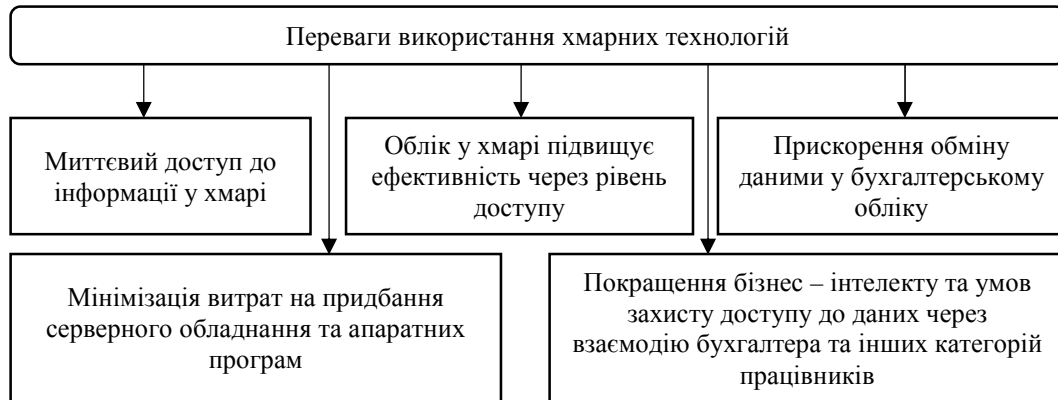 Переваги використання хмарних технологій
Миттєвий доступ до
інформації у хмарі
Облік у хмарі підвищує
ефективність через рівень
доступу
Прискорення обміну
даними у бухгалтерському
обліку
Мінімізація витрат на придбання
серверного обладнання та апаратних
програм
Покращення бізнес – інтелекту та умов
захисту доступу до даних через
взаємодію бухгалтера та інших категорій
працівників